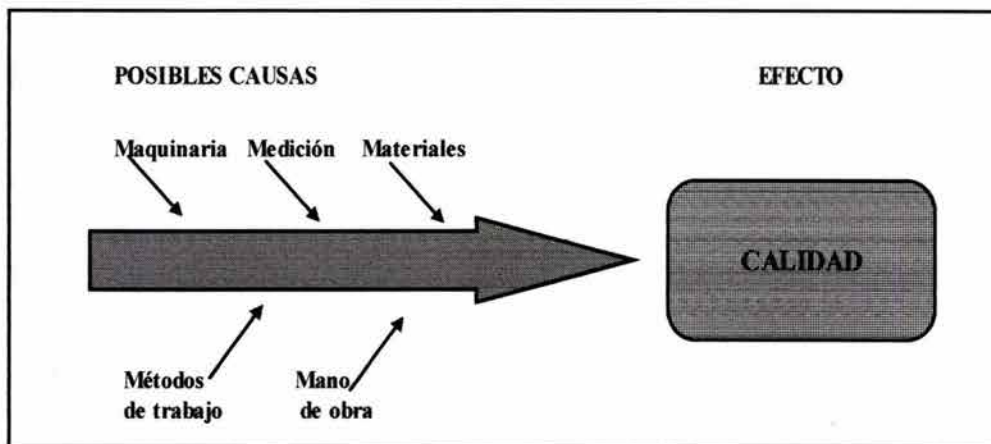 POSIBLES CAUSAS
EFECTO
Maquinaria
Medición
Materiales
CALIDAD
Métodos
de trabajo
Mano
de obra